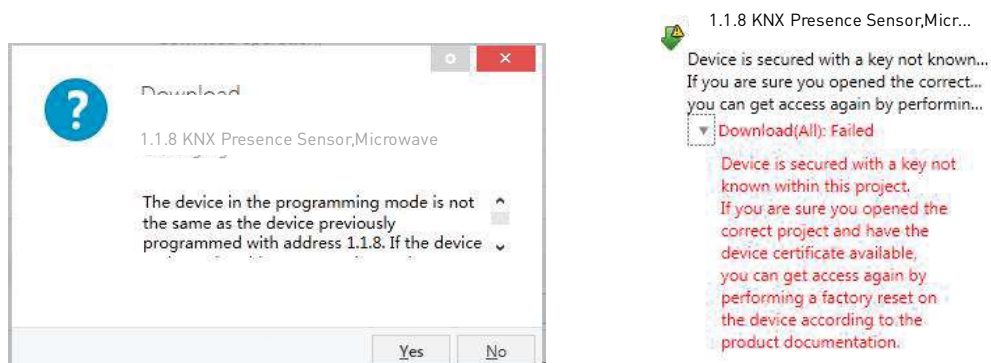 Download
1.1.8 KNX Presence Sensor,Microwave
The device in the programming mode is not
the same as the device previously
programmed with address 1.1.8. If the device
Yes
No
1.1.8 KNX Presence Sensor,Micr...
Device is secured with a key not known...
If you are sure you opened the correct...
you can get access again by performin...
Download(All): Failed
Device is secured with a key not
known within this project.
If you are sure you opened the
correct project and have the
device certificate available,
you can get access again by
performing a factory reset on
the device according to the
product documentation.